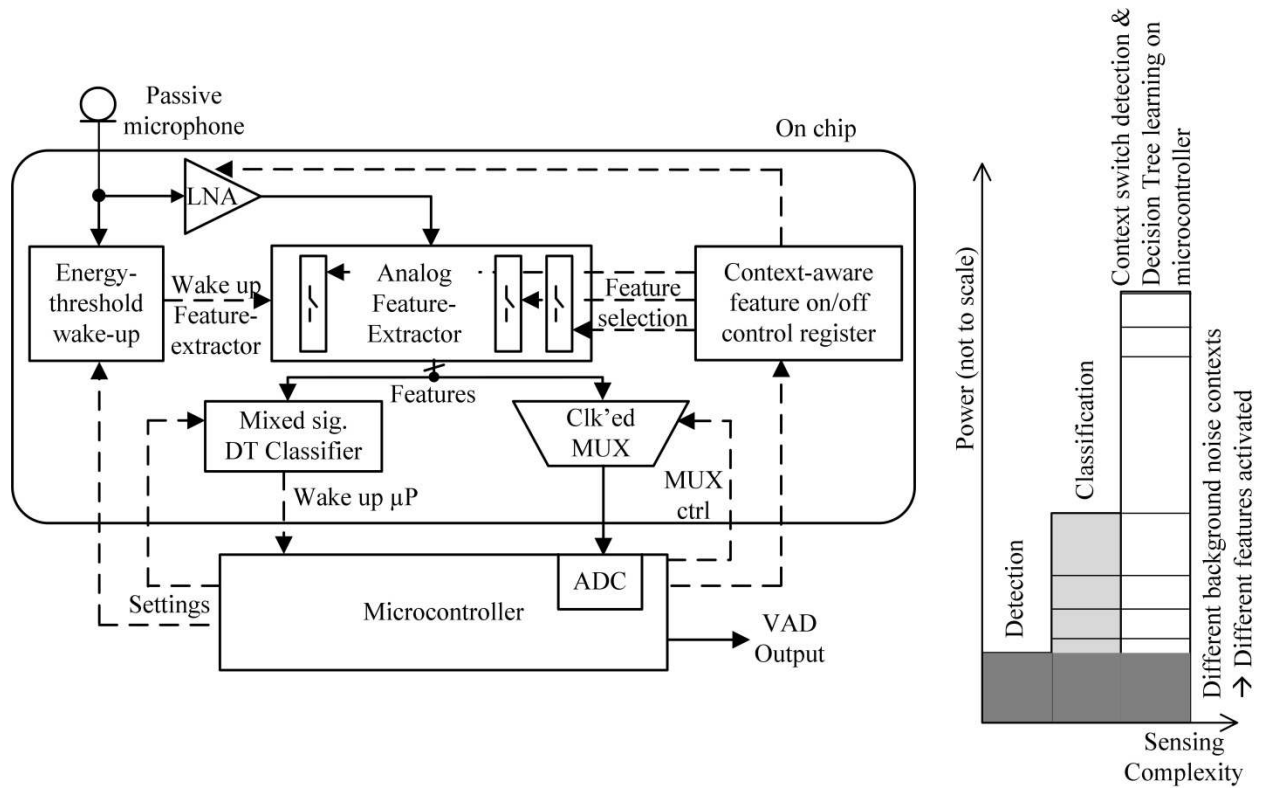 Passive
microphone
On chip
LNA
Energy-
threshold
wake-up
Wake up
Feature-
extractor
Analog
Feature-
Extractor
Feature
selection
Context-aware
feature on/off
control register
Features
Mixed sig.
DT Classifier
Clk'ed
MUX
Wake up µP
MUX
ctrl
Settings
Microcontroller
ADC
VAD
Output
Power (not to scale)
Detection
Classification
Context switch detection &
Decision Tree learning on
microcontroller
Different background noise contexts
→ Different features activated
Sensing
Complexity